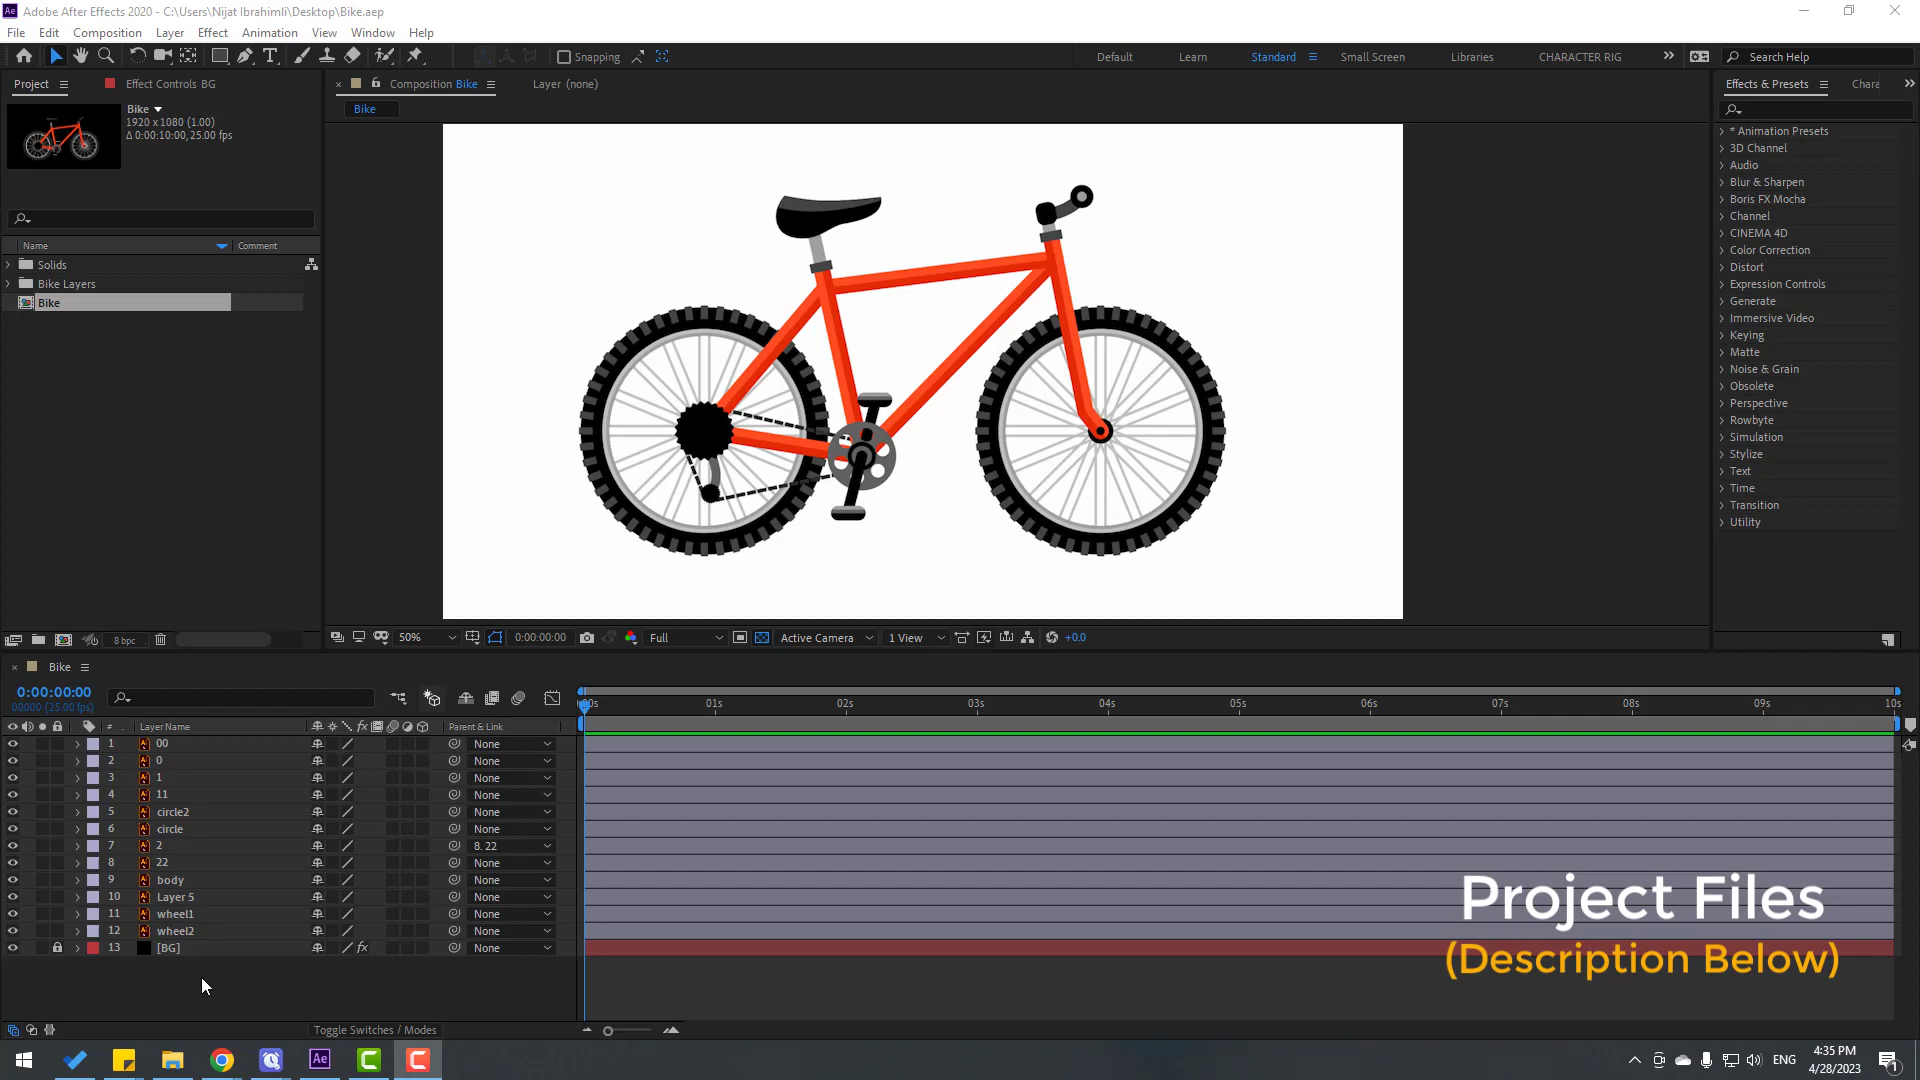 Adobe After Effects 2020 - C:\Users\Nijat Ibrahimli\Desktop\Bike.aep
File Edit Composition Layer Effect Animation View Window Help
Snapping Default Learn Standard Small Screen Libraries CHARACTER RIG Search Help
Project Effect Controls BG Composition Bike Layer (none) Effects & Presets Chara
Bike
1920 x 1080 (1.00)
Δ 0:00:10:00, 25.00 fps
Name Comment
Solids
Bike Layers
Bike
8 bpc
Bike
50% 0:00:00:00 Full Active Camera 1 View +0.0
* Animation Presets
3D Channel
Audio
Blur & Sharpen
Boris FX Mocha
Channel
CINEMA 4D
Color Correction
Distort
Expression Controls
Generate
Immersive Video
Keying
Matte
Noise & Grain
Obsolete
Perspective
Rowbyte
Simulation
Stylize
Text
Time
Transition
Utility
Bike
0:00:00:00
00000 (25.00 fps)
00s 01s 02s 03s 04s 05s 06s 07s 08s 09s 10s
# Layer Name fx Parent & Link
1 00 None
2 0 None
3 1 None
4 11 None
5 circle2 None
6 circle None
7 2 8. 22
8 22 None
9 body None
10 Layer 5 None
11 wheel1 None
12 wheel2 None
13 [BG] fx None
Project Files
(Description Below)
Toggle Switches / Modes
Ae
ENG
4:35 PM
4/28/2023
1